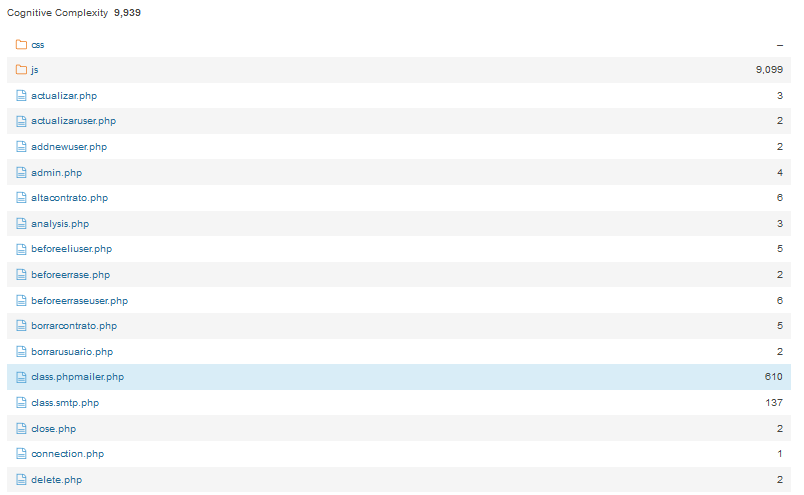 Cognitive Complexity 9,939
css –
js 9,099
actualizar.php 3
actualizaruser.php 2
addnewuser.php 2
admin.php 4
altacontrato.php 6
analysis.php 3
beforeeliuser.php 5
beforeerrase.php 2
beforeerraseuser.php 6
borrarcontrato.php 5
borrarusuario.php 2
class.phpmailer.php 610
class.smtp.php 137
close.php 2
connection.php 1
delete.php 2